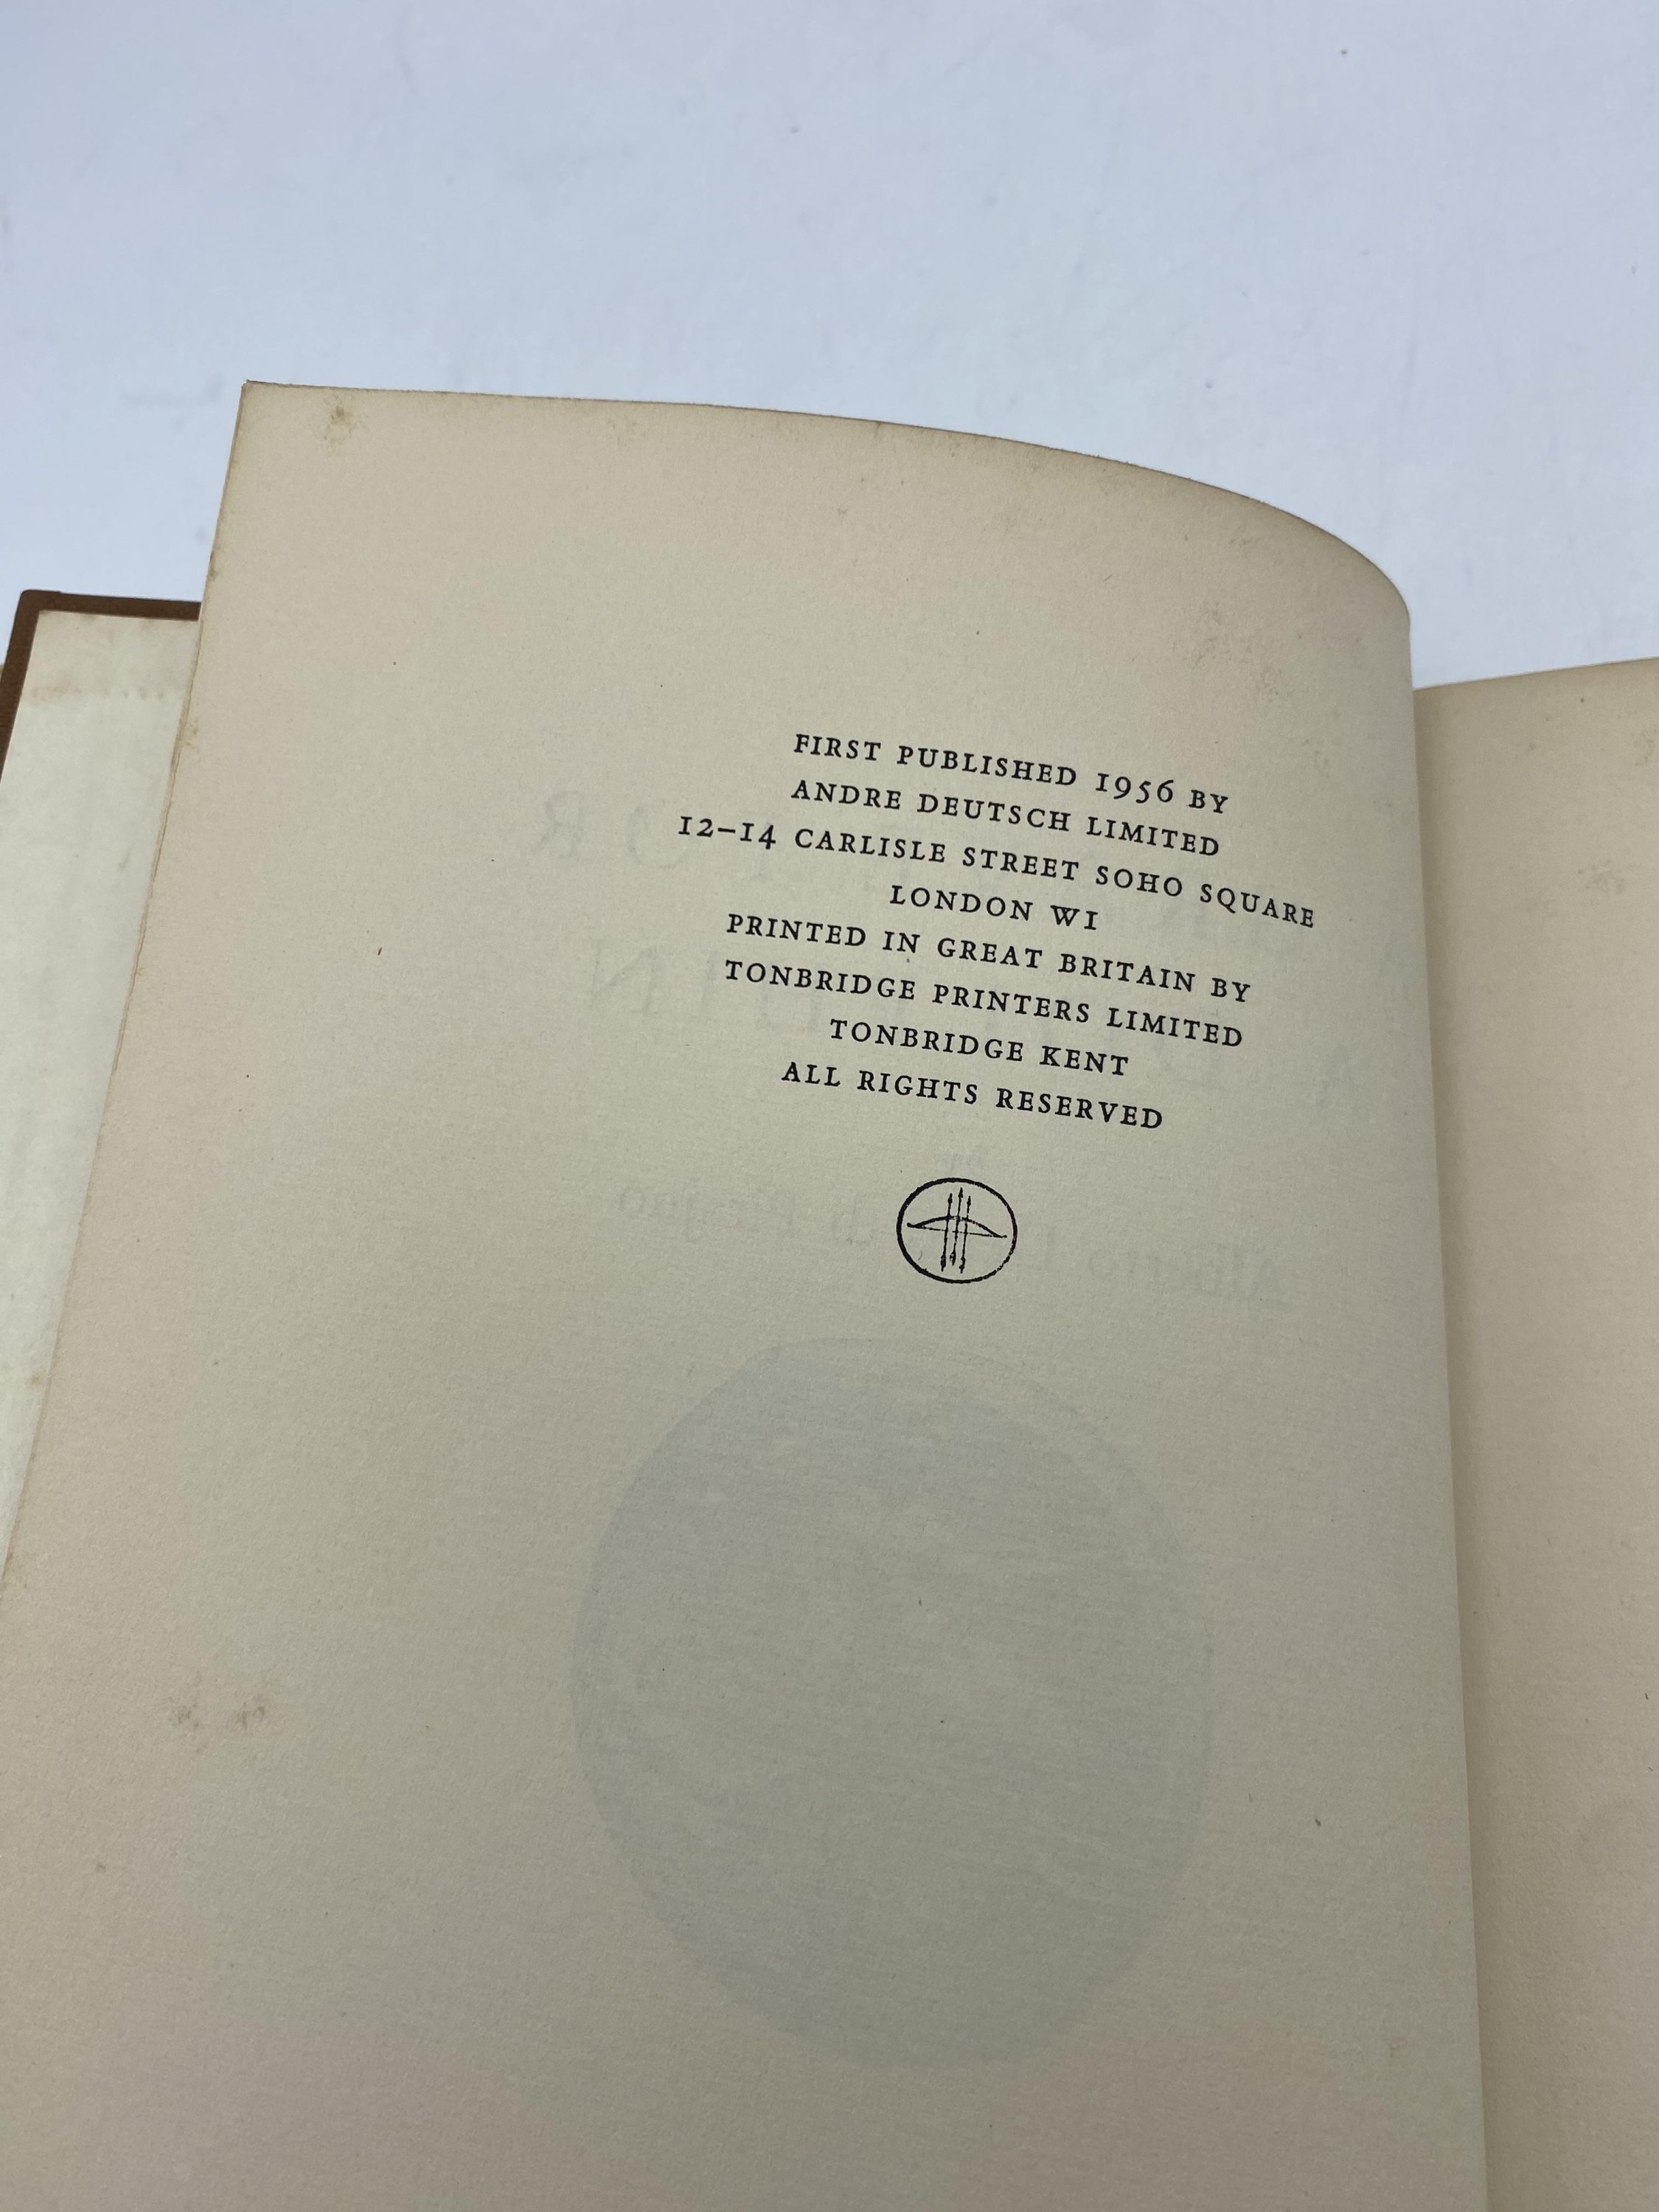 FIRST PUBLISHED 1956 BY
ANDRE DEUTSCH LIMITED
12–14 CARLISLE STREET SOHO SQUARE
LONDON W1
PRINTED IN GREAT BRITAIN BY
TONBRIDGE PRINTERS LIMITED
TONBRIDGE KENT
ALL RIGHTS RESERVED